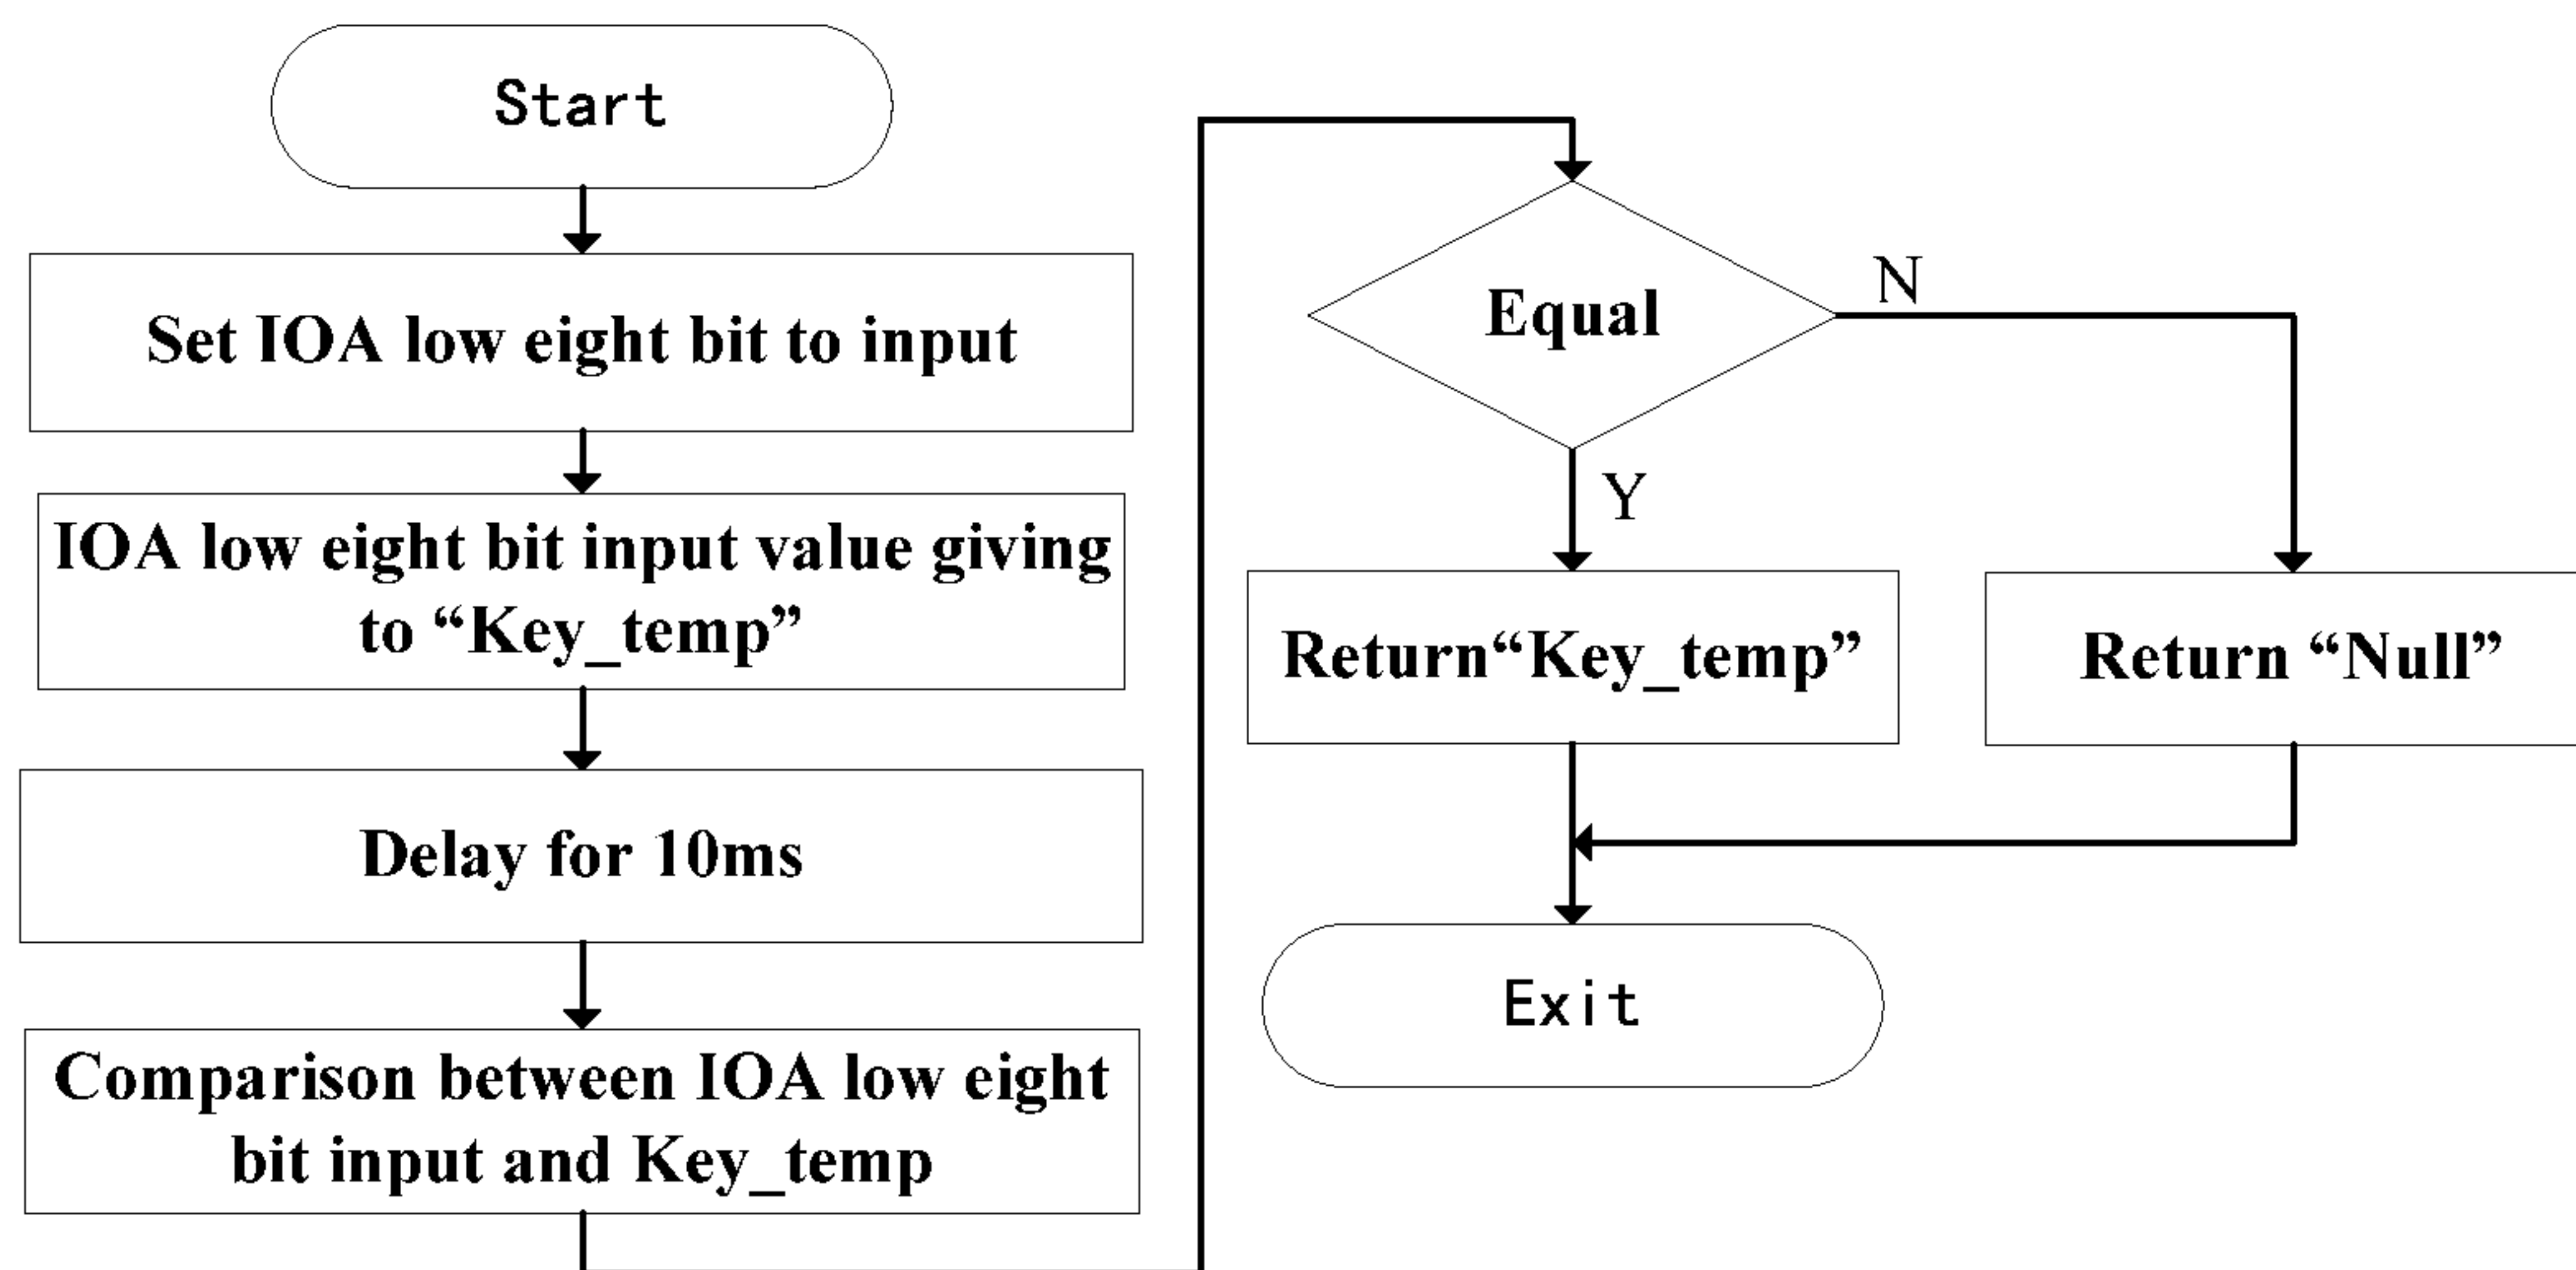 Start
Set IOA low eight bit to input
IOA low eight bit input value giving
to “Key_temp”
Delay for 10ms
Comparison between IOA low eight
bit input and Key_temp
Equal
N
Y
Return“Key_temp”
Return “Null”
Exit